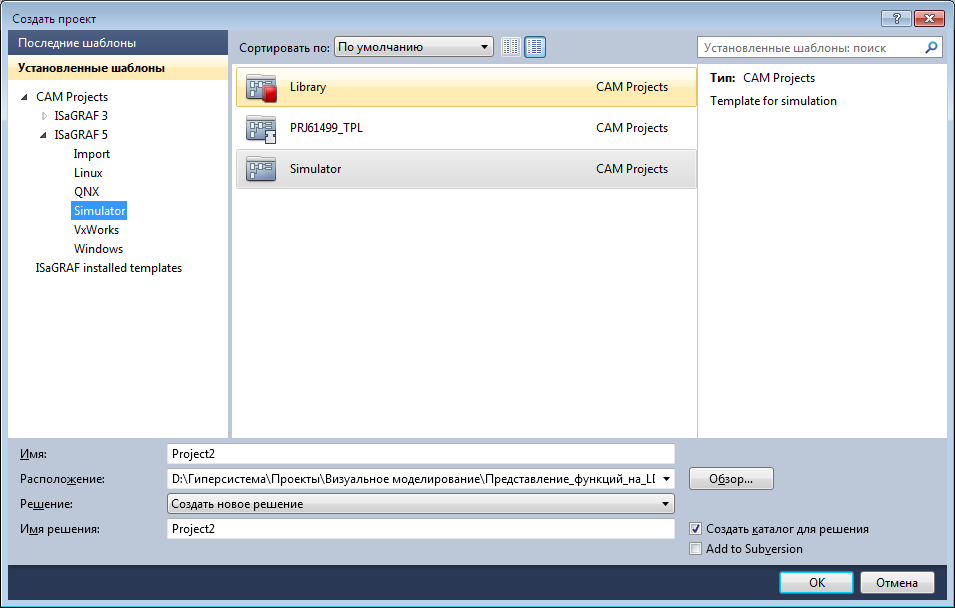 Создать проект
Последние шаблоны
Установленные шаблоны
CAM Projects
ISaGRAF 3
ISaGRAF 5
Import
Linux
QNX
Simulator
VxWorks
Windows
ISaGRAF installed templates
Сортировать по: По умолчанию
Library CAM Projects
PRJ61499_TPL CAM Projects
Simulator CAM Projects
Установленные шаблоны: поиск
Тип: CAM Projects
Template for simulation
Имя: Project2
Расположение: D:\Гиперсистема\Проекты\Визуальное моделирование\Представление_функций_на_LD Обзор...
Решение: Создать новое решение
Имя решения: Project2
Создать каталог для решения
Add to Subversion
OK Отмена